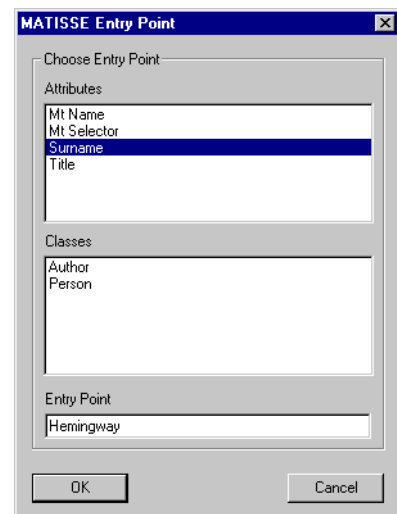 MATISSE Entry Point
Choose Entry Point
Attributes
Mt Name
Mt Selector
Surname
Title
Classes
Author
Person
Entry Point
Hemingway
OK Cancel